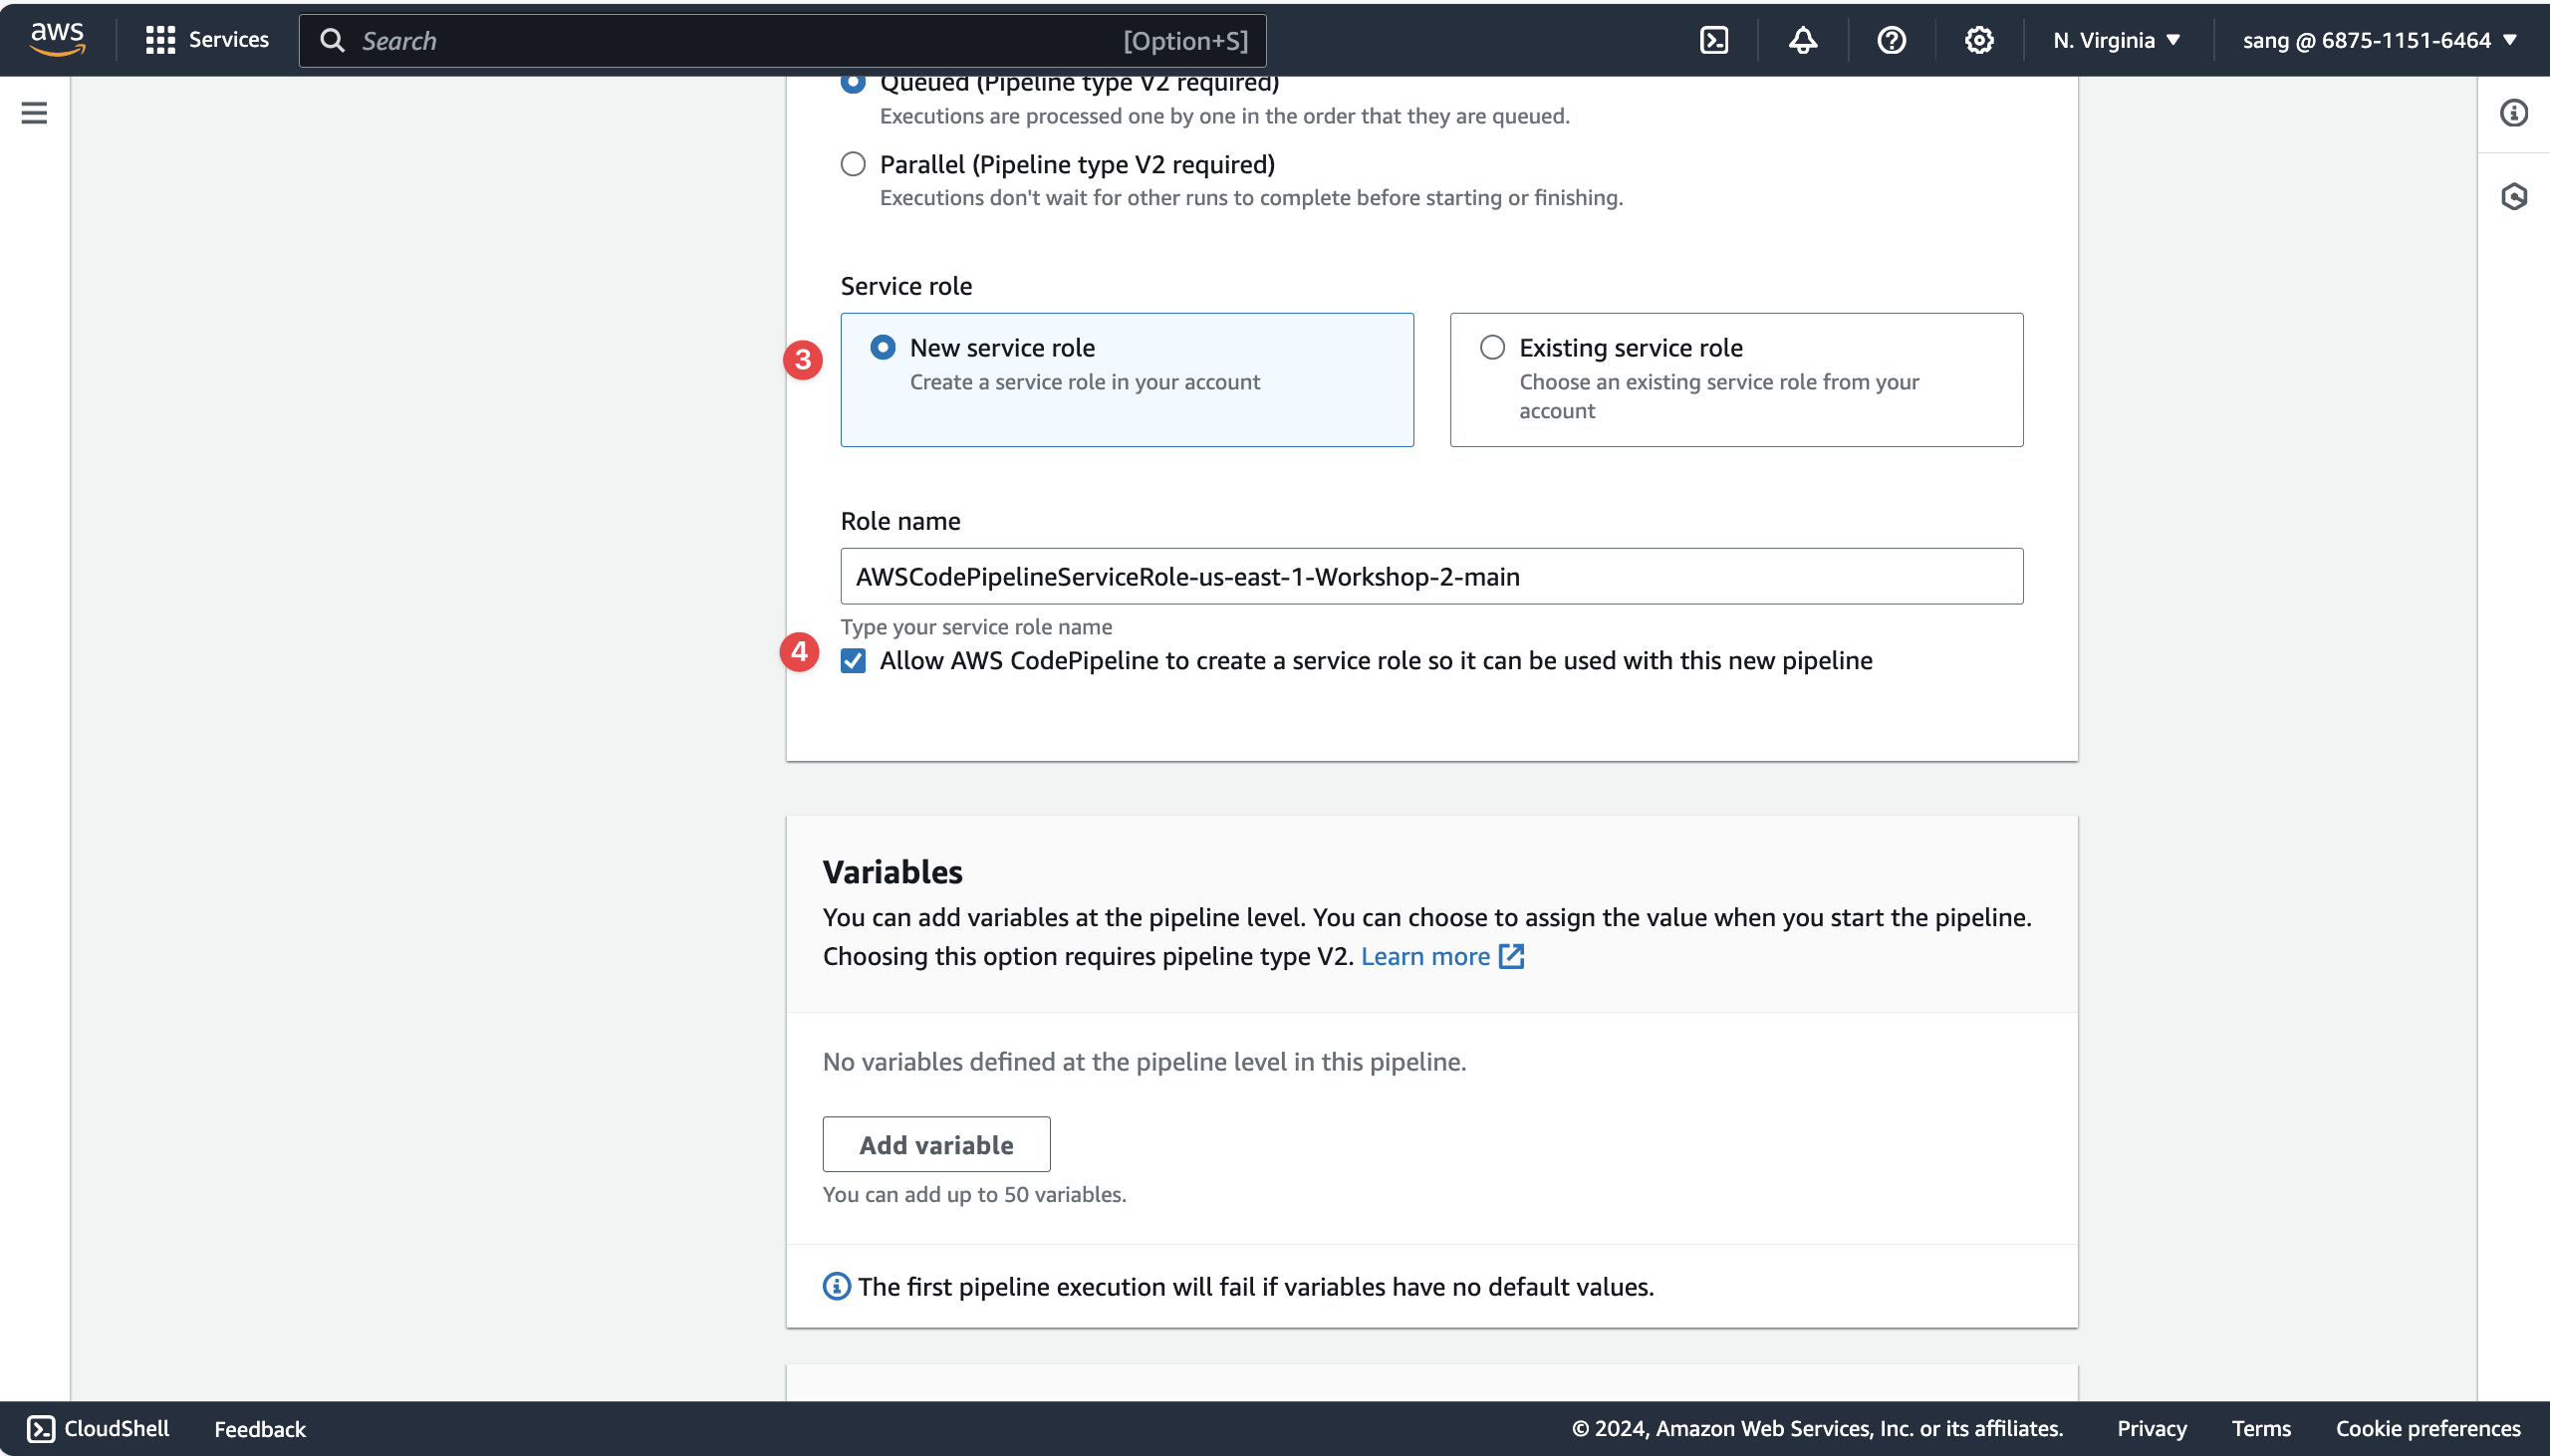 aws
Services
Search
[Option+S]
N. Virginia
sang @ 6875-1151-6464
Queued (Pipeline type V2 required)
Executions are processed one by one in the order that they are queued.
Parallel (Pipeline type V2 required)
Executions don't wait for other runs to complete before starting or finishing.
Service role
3
New service role
Create a service role in your account
Existing service role
Choose an existing service role from your
account
Role name
AWSCodePipelineServiceRole-us-east-1-Workshop-2-main
Type your service role name
4
Allow AWS CodePipeline to create a service role so it can be used with this new pipeline
Variables
You can add variables at the pipeline level. You can choose to assign the value when you start the pipeline.
Choosing this option requires pipeline type V2. Learn more
No variables defined at the pipeline level in this pipeline.
Add variable
You can add up to 50 variables.
The first pipeline execution will fail if variables have no default values.
CloudShell
Feedback
© 2024, Amazon Web Services, Inc. or its affiliates.
Privacy
Terms
Cookie preferences